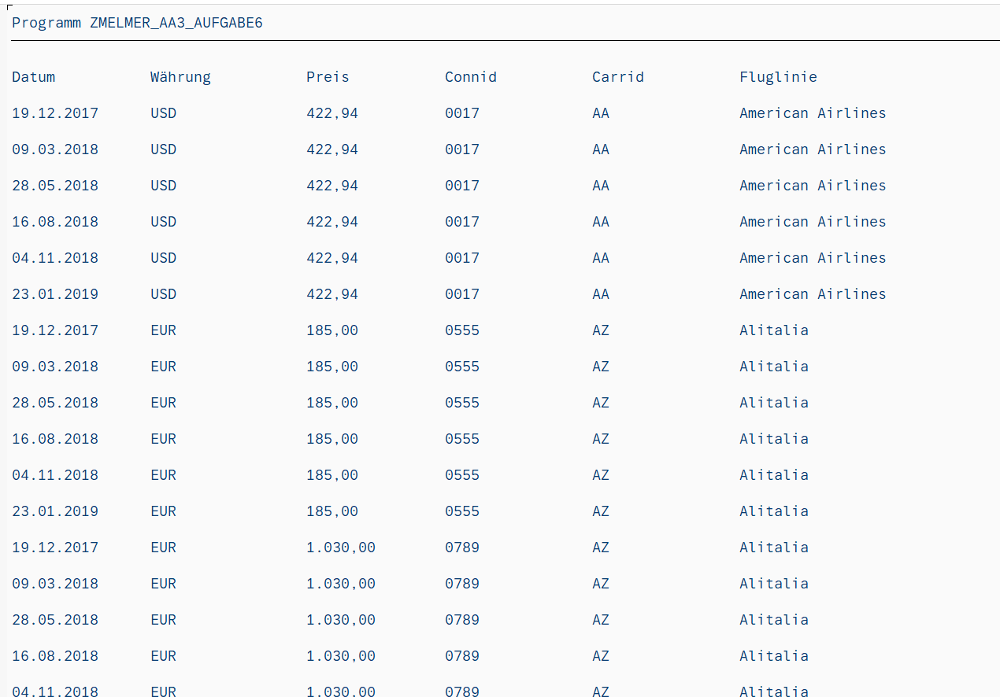 Programm ZMELMER_AA3_AUFGABE6
Datum Währung Preis Connid Carrid Fluglinie
19.12.2017 USD 422,94 0017 AA American Airlines
09.03.2018 USD 422,94 0017 AA American Airlines
28.05.2018 USD 422,94 0017 AA American Airlines
16.08.2018 USD 422,94 0017 AA American Airlines
04.11.2018 USD 422,94 0017 AA American Airlines
23.01.2019 USD 422,94 0017 AA American Airlines
19.12.2017 EUR 185,00 0555 AZ Alitalia
09.03.2018 EUR 185,00 0555 AZ Alitalia
28.05.2018 EUR 185,00 0555 AZ Alitalia
16.08.2018 EUR 185,00 0555 AZ Alitalia
04.11.2018 EUR 185,00 0555 AZ Alitalia
23.01.2019 EUR 185,00 0555 AZ Alitalia
19.12.2017 EUR 1.030,00 0789 AZ Alitalia
09.03.2018 EUR 1.030,00 0789 AZ Alitalia
28.05.2018 EUR 1.030,00 0789 AZ Alitalia
16.08.2018 EUR 1.030,00 0789 AZ Alitalia
04.11.2018 EUR 1.030,00 0789 AZ Alitalia